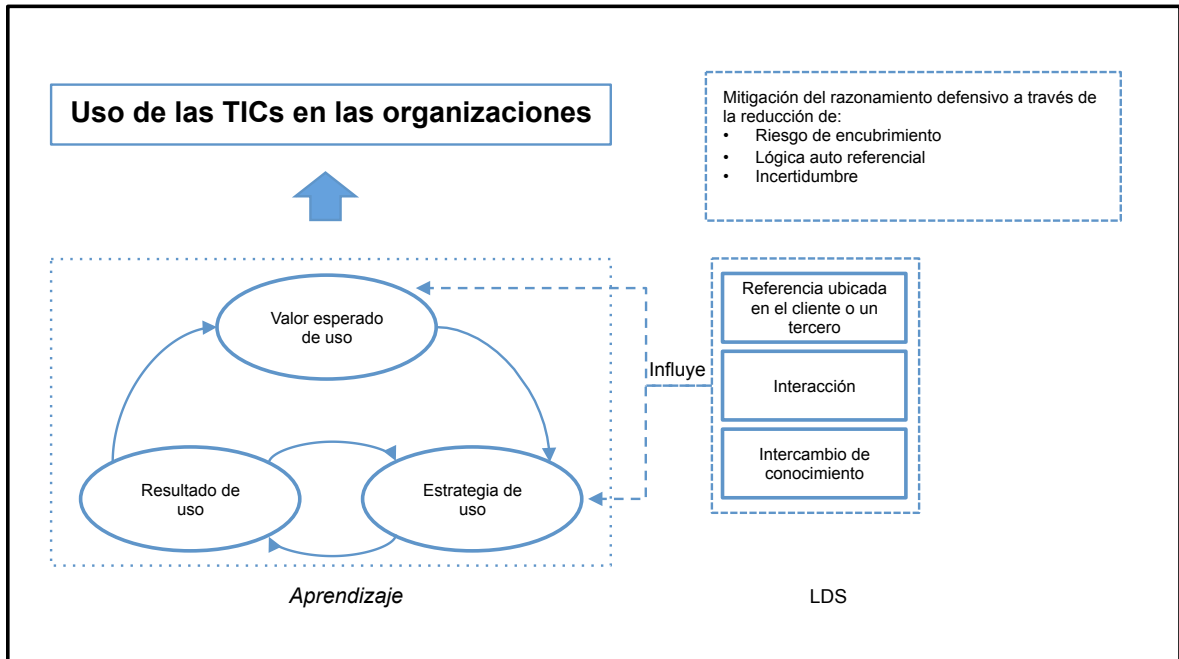 Uso de las TICs en las organizaciones
Mitigación del razonamiento defensivo a través de
la reducción de:
• Riesgo de encubrimiento
• Lógica auto referencial
• Incertidumbre
Valor esperado
de uso
Resultado de
uso
Estrategia de
uso
Influye
Referencia ubicada
en el cliente o un
tercero
Interacción
Intercambio de
conocimiento
Aprendizaje
LDS